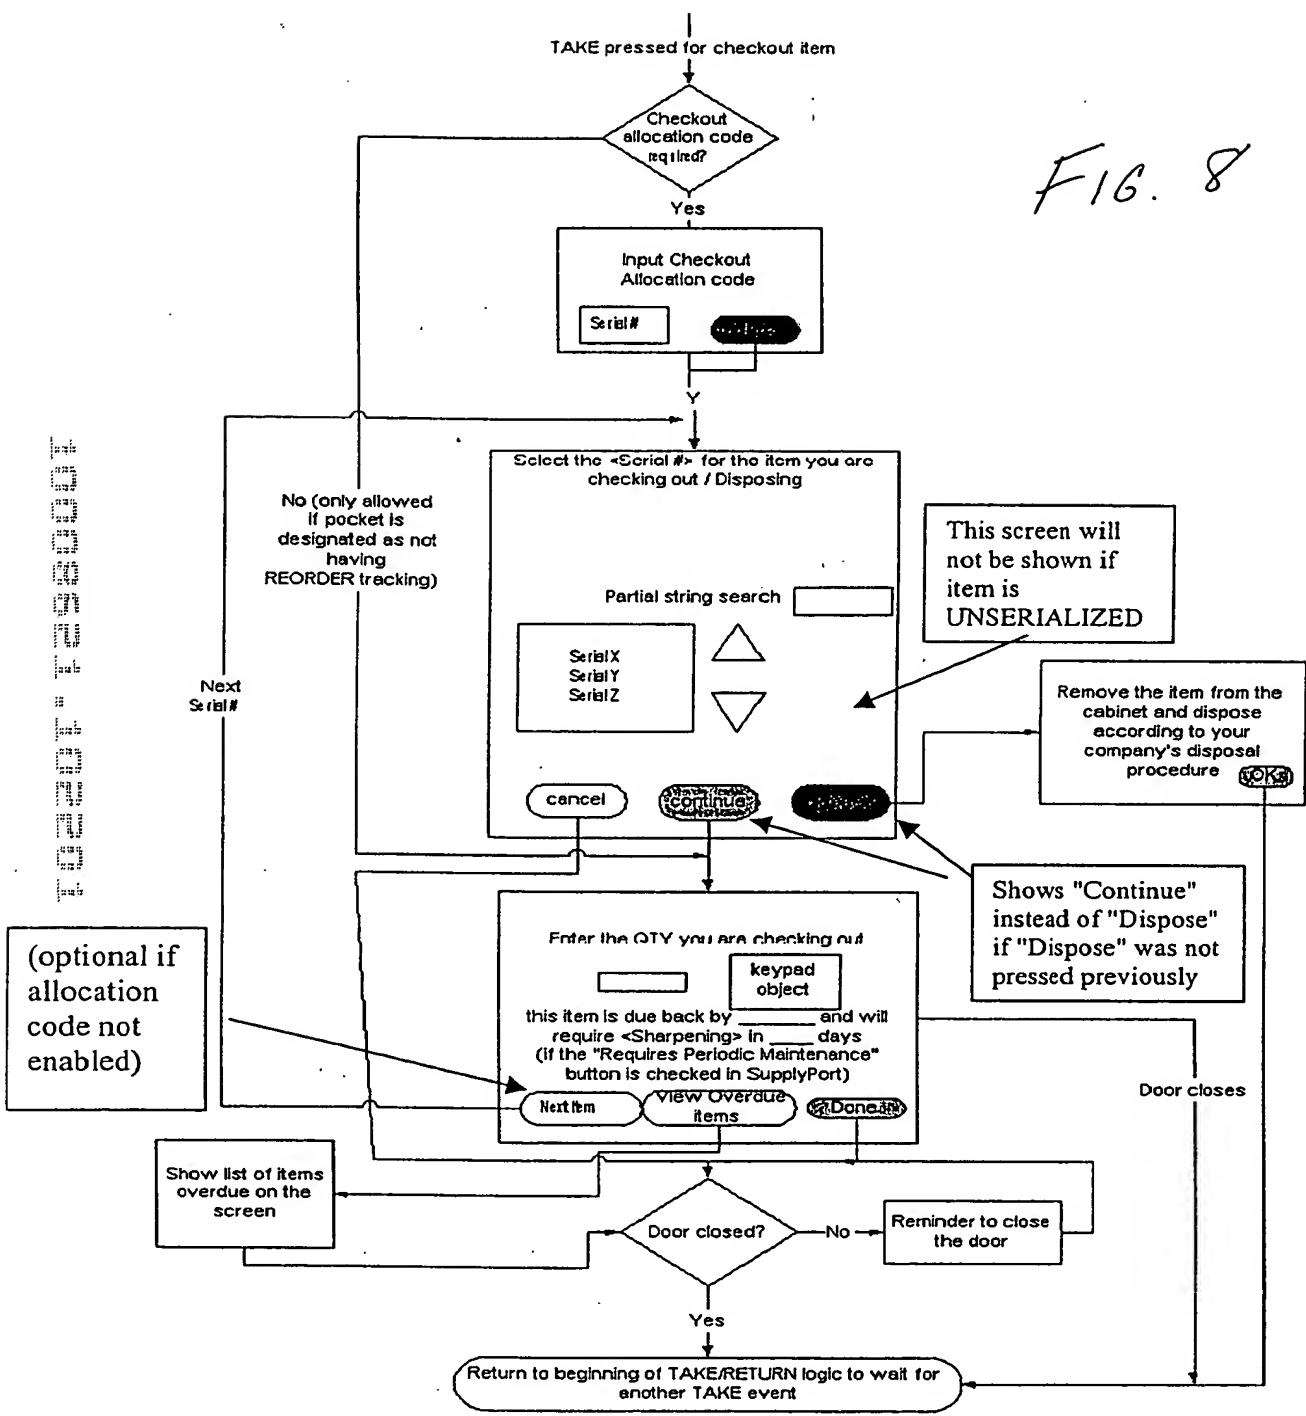 TAKE pressed for checkout item
Checkout
allocation code
required?
FIG. 8
Yes
Input Checkout
Allocation code
Serial #
Y
Select the <Serial #> for the item you are
checking out / Disposing
No (only allowed
if pocket is
designated as not
having
REORDER tracking)
This screen will
not be shown if
item is
UNSERIALIZED
Partial string search
Serial X
Serial Y
Serial Z
Next
Serial #
Remove the item from the
cabinet and dispose
according to your
company's disposal
procedure
OK
cancel
continue
Shows "Continue"
instead of "Dispose"
if "Dispose" was not
pressed previously
(optional if
allocation
code not
enabled)
Enter the QTY you are checking out
keypad
object
this item is due back by ________ and will
require <Sharpening> in ____ days
(if the "Requires Periodic Maintenance"
button is checked in SupplyPort)
Next Item
View Overdue
items
Done
Door closes
Show list of items
overdue on the
screen
Door closed?
No
Reminder to close
the door
Yes
Return to beginning of TAKE/RETURN logic to wait for
another TAKE event